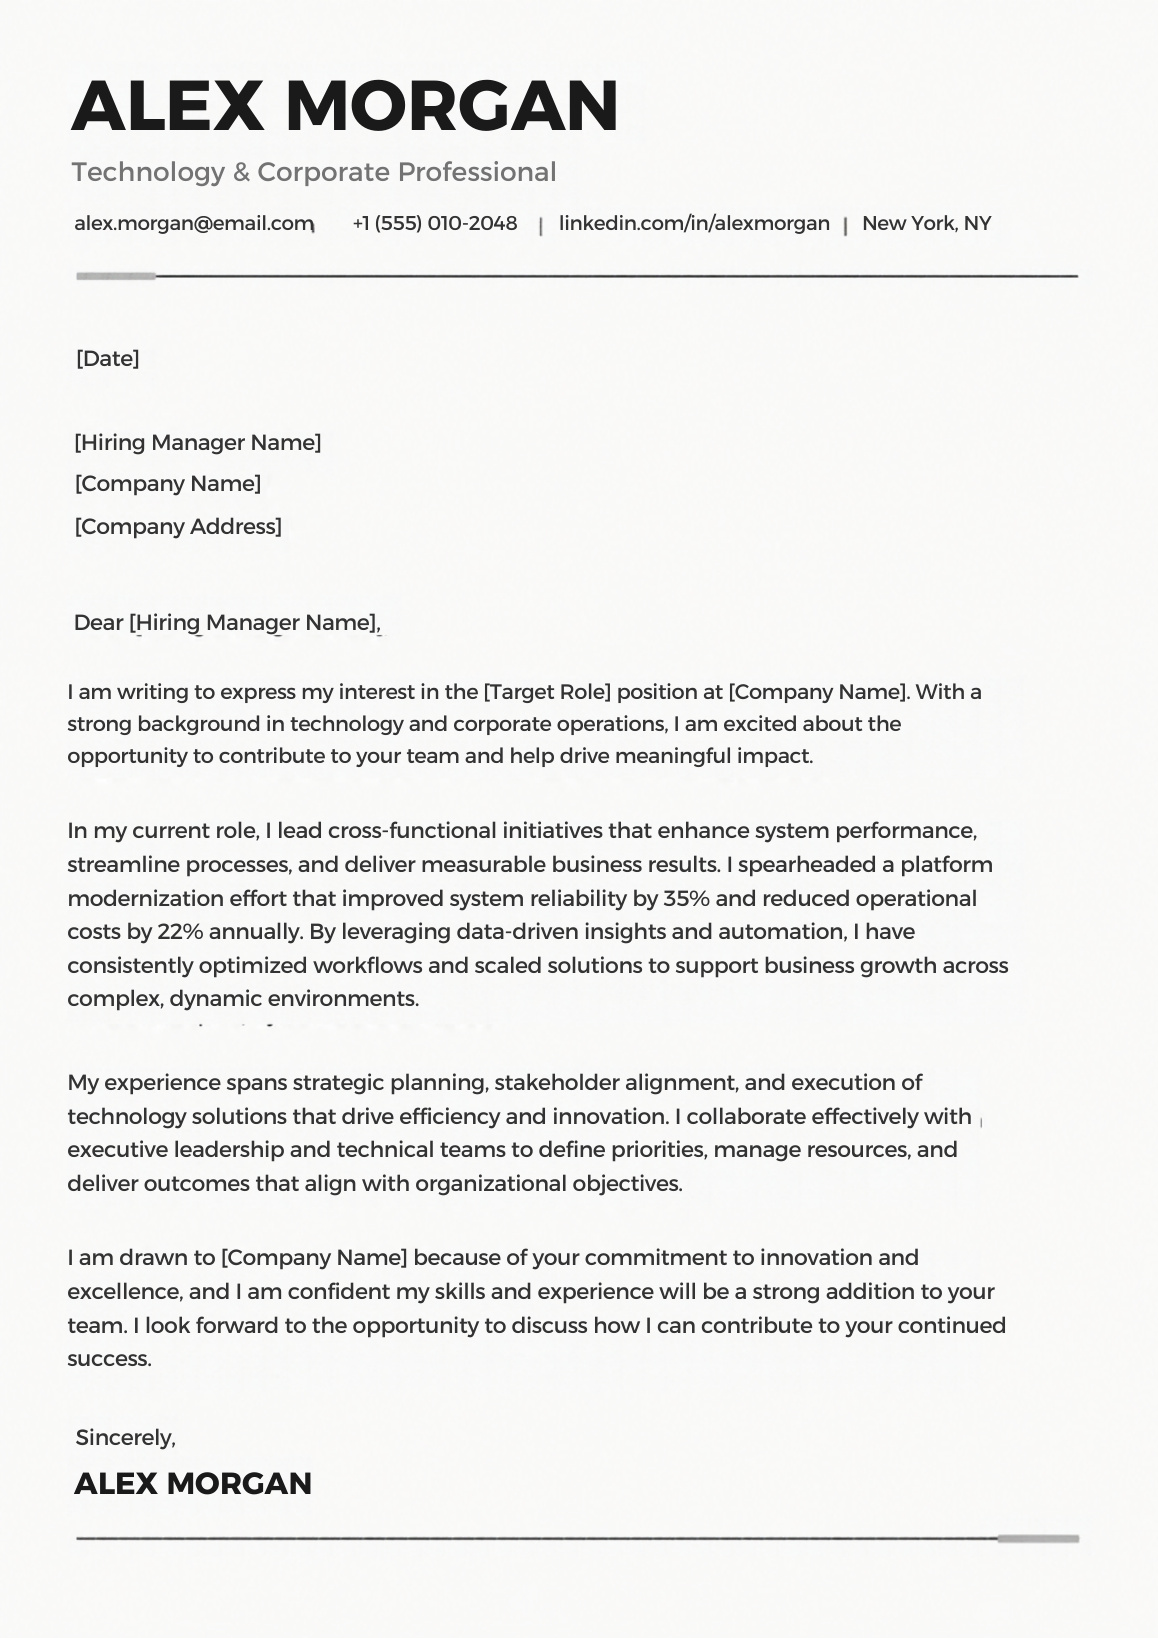 ALEX MORGAN
Technology & Corporate Professional
alex.morgan@email.com +1 (555) 010-2048 | linkedin.com/in/alexmorgan | New York, NY
[Date]
[Hiring Manager Name]
[Company Name]
[Company Address]
Dear [Hiring Manager Name],
I am writing to express my interest in the [Target Role] position at [Company Name]. With a
strong background in technology and corporate operations, I am excited about the
opportunity to contribute to your team and help drive meaningful impact.
In my current role, I lead cross-functional initiatives that enhance system performance,
streamline processes, and deliver measurable business results. I spearheaded a platform
modernization effort that improved system reliability by 35% and reduced operational
costs by 22% annually. By leveraging data-driven insights and automation, I have
consistently optimized workflows and scaled solutions to support business growth across
complex, dynamic environments.
My experience spans strategic planning, stakeholder alignment, and execution of
technology solutions that drive efficiency and innovation. I collaborate effectively with
executive leadership and technical teams to define priorities, manage resources, and
deliver outcomes that align with organizational objectives.
I am drawn to [Company Name] because of your commitment to innovation and
excellence, and I am confident my skills and experience will be a strong addition to your
team. I look forward to the opportunity to discuss how I can contribute to your continued
success.
Sincerely,
ALEX MORGAN